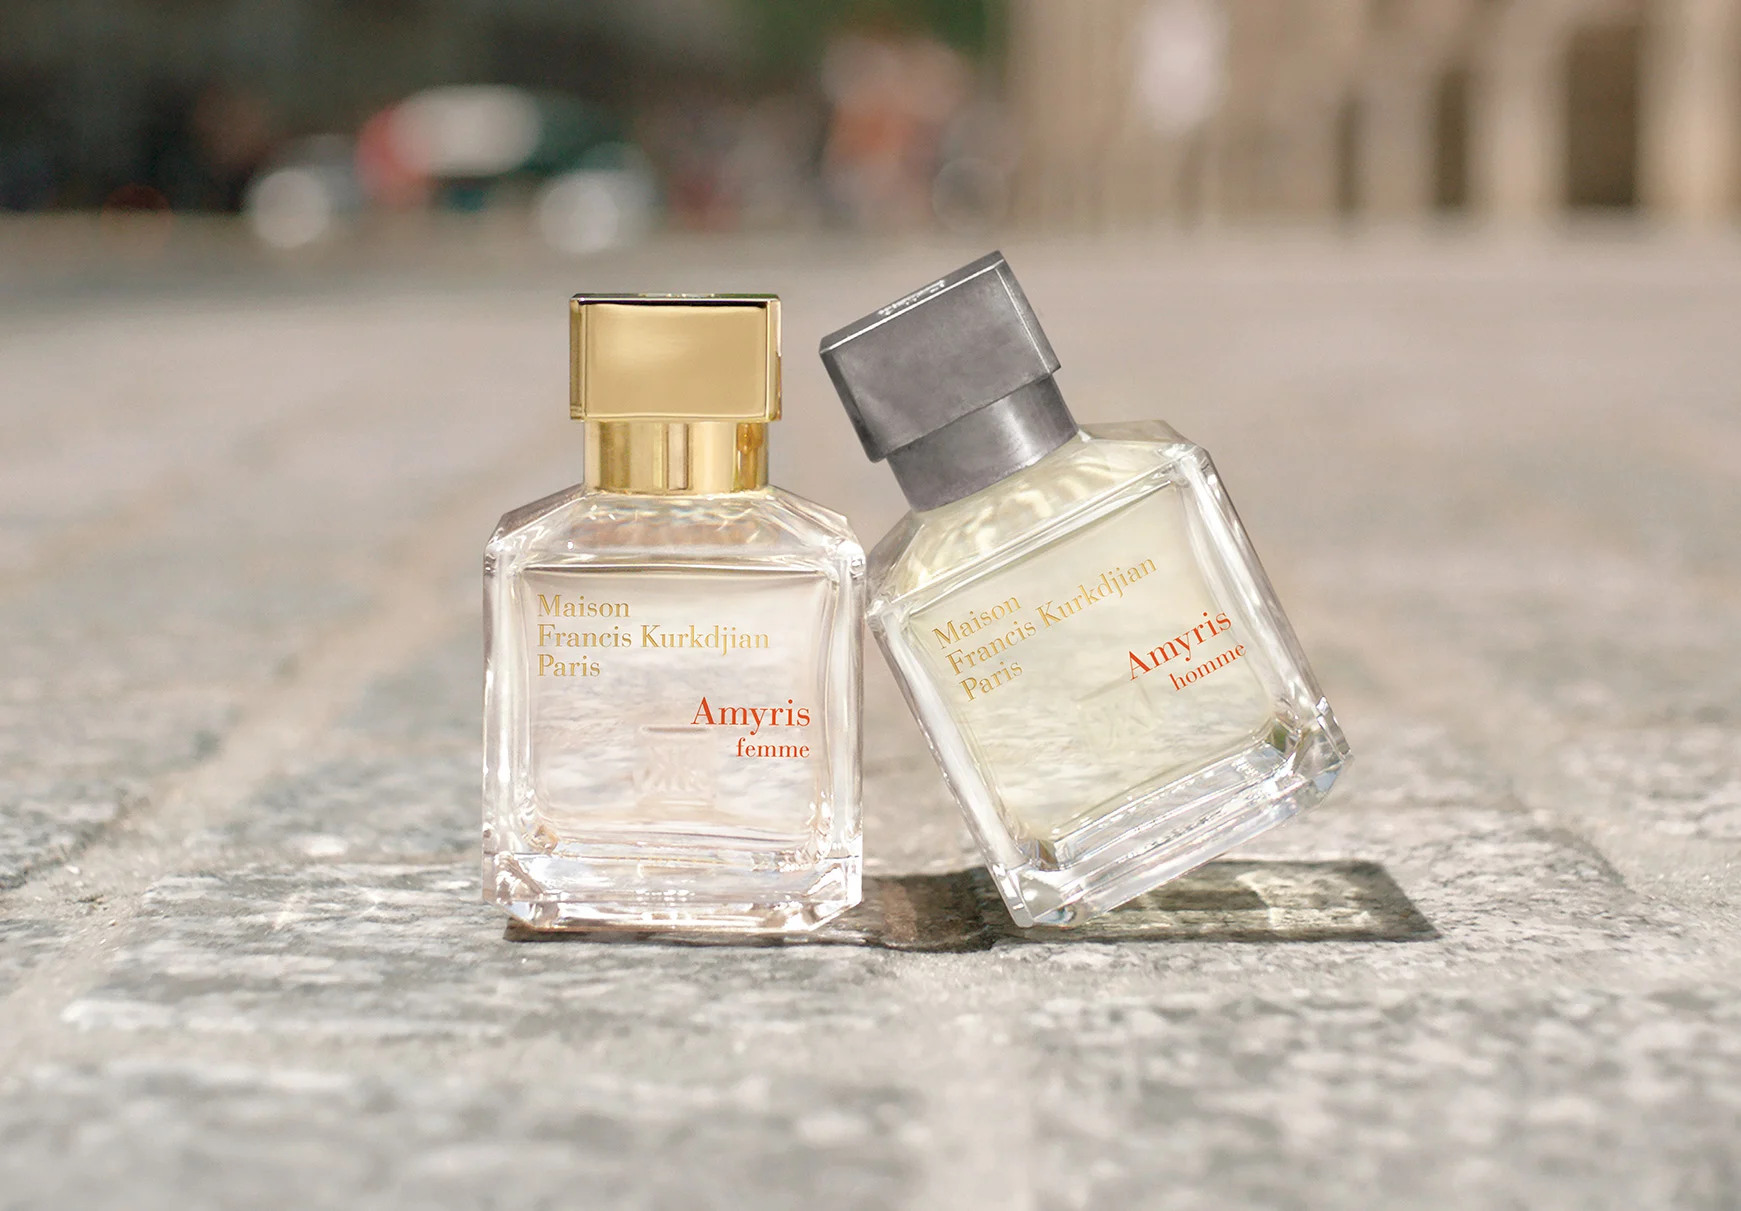 Maison
Francis Kurkdjian
Paris
Amyris
femme
Maison
Francis Kurkdjian
Paris
Amyris
homme